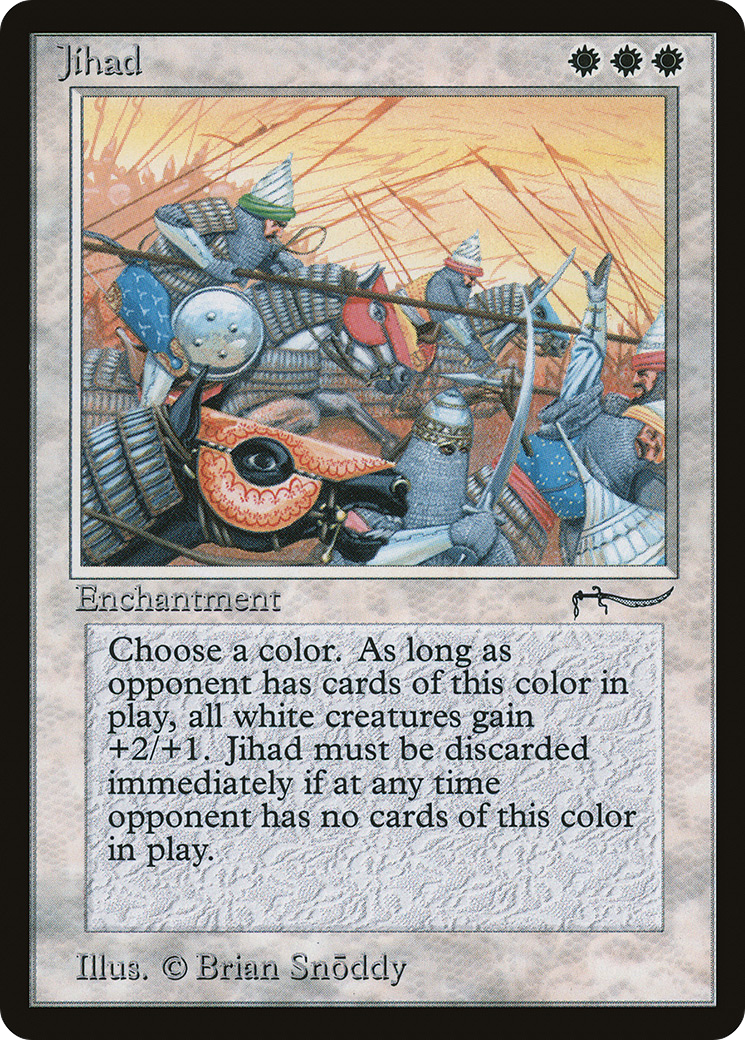 Jihad
Enchantment
Choose a color. As long as
opponent has cards of this color in
play, all white creatures gain
+2/+1. Jihad must be discarded
immediately if at any time
opponent has no cards of this color
in play.
Illus. © Brian Snōddy